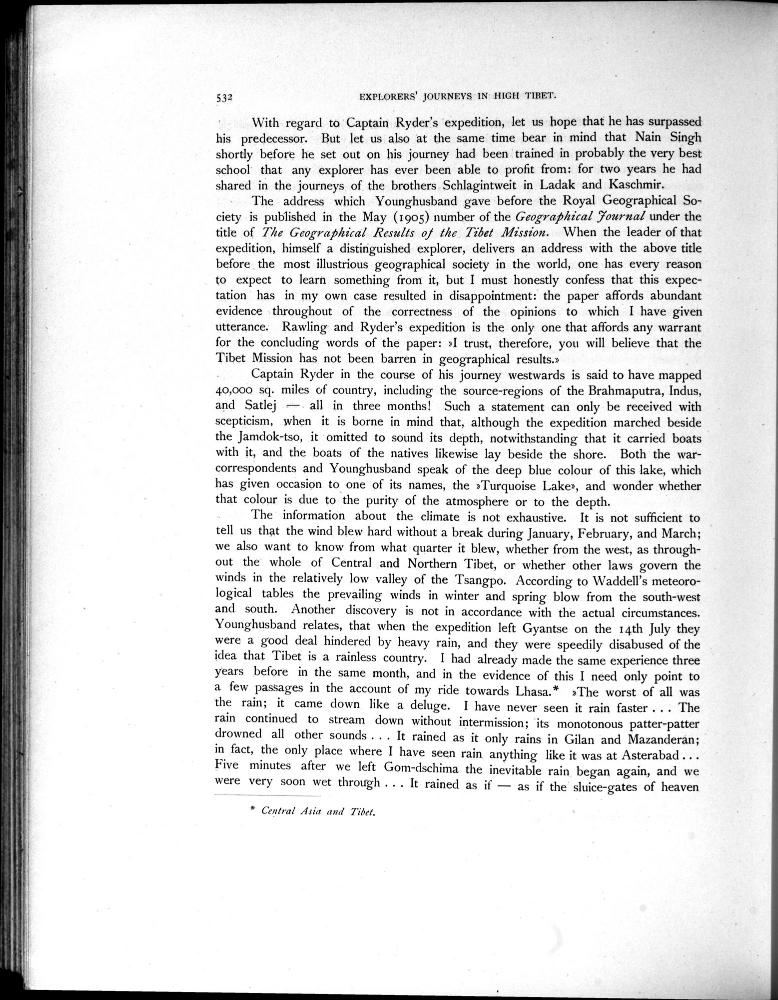 532 EXPLORERS' JOURNEYS IN HIGH TIBET.
With regard to Captain Ryder's expedition, let us hope that he has surpassed
his predecessor. But let us also at the same time bear in mind that Nain Singh
shortly before he set out on his journey had been trained in probably the very best
school that any explorer has ever been able to profit from: for two years he had
shared in the journeys of the brothers Schlagintweit in Ladak and Kaschmir.
The address which Younghusband gave before the Royal Geographical So-
ciety is published in the May (1905) number of the Geographical Journal under the
title of The Geographical Results of the Tibet Mission. When the leader of that
expedition, himself a distinguished explorer, delivers an address with the above title
before the most illustrious geographical society in the world, one has every reason
to expect to learn something from it, but I must honestly confess that this expec-
tation has in my own case resulted in disappointment: the paper affords abundant
evidence throughout of the correctness of the opinions to which I have given
utterance. Rawling and Ryder's expedition is the only one that affords any warrant
for the concluding words of the paper: »I trust, therefore, you will believe that the
Tibet Mission has not been barren in geographical results.»
Captain Ryder in the course of his journey westwards is said to have mapped
40,000 sq. miles of country, including the source-regions of the Brahmaputra, Indus,
and Satlej — all in three months! Such a statement can only be received with
scepticism, when it is borne in mind that, although the expedition marched beside
the Jamdok-tso, it omitted to sound its depth, notwithstanding that it carried boats
with it, and the boats of the natives likewise lay beside the shore. Both the war-
correspondents and Younghusband speak of the deep blue colour of this lake, which
has given occasion to one of its names, the »Turquoise Lake», and wonder whether
that colour is due to the purity of the atmosphere or to the depth.
The information about the climate is not exhaustive. It is not sufficient to
tell us that the wind blew hard without a break during January, February, and March;
we also want to know from what quarter it blew, whether from the west, as through-
out the whole of Central and Northern Tibet, or whether other laws govern the
winds in the relatively low valley of the Tsangpo. According to Waddell's meteoro-
logical tables the prevailing winds in winter and spring blow from the south-west
and south. Another discovery is not in accordance with the actual circumstances.
Younghusband relates, that when the expedition left Gyantse on the 14th July they
were a good deal hindered by heavy rain, and they were speedily disabused of the
idea that Tibet is a rainless country. I had already made the same experience three
years before in the same month, and in the evidence of this I need only point to
a few passages in the account of my ride towards Lhasa.* »The worst of all was
the rain; it came down like a deluge. I have never seen it rain faster . . . The
rain continued to stream down without intermission; its monotonous patter-patter
drowned all other sounds . . . It rained as it only rains in Gilan and Mazanderan;
in fact, the only place where I have seen rain anything like it was at Asterabad . . .
Five minutes after we left Gom-dschima the inevitable rain began again, and we
were very soon wet through . . . It rained as if — as if the sluice-gates of heaven
* Central Asia and Tibet.